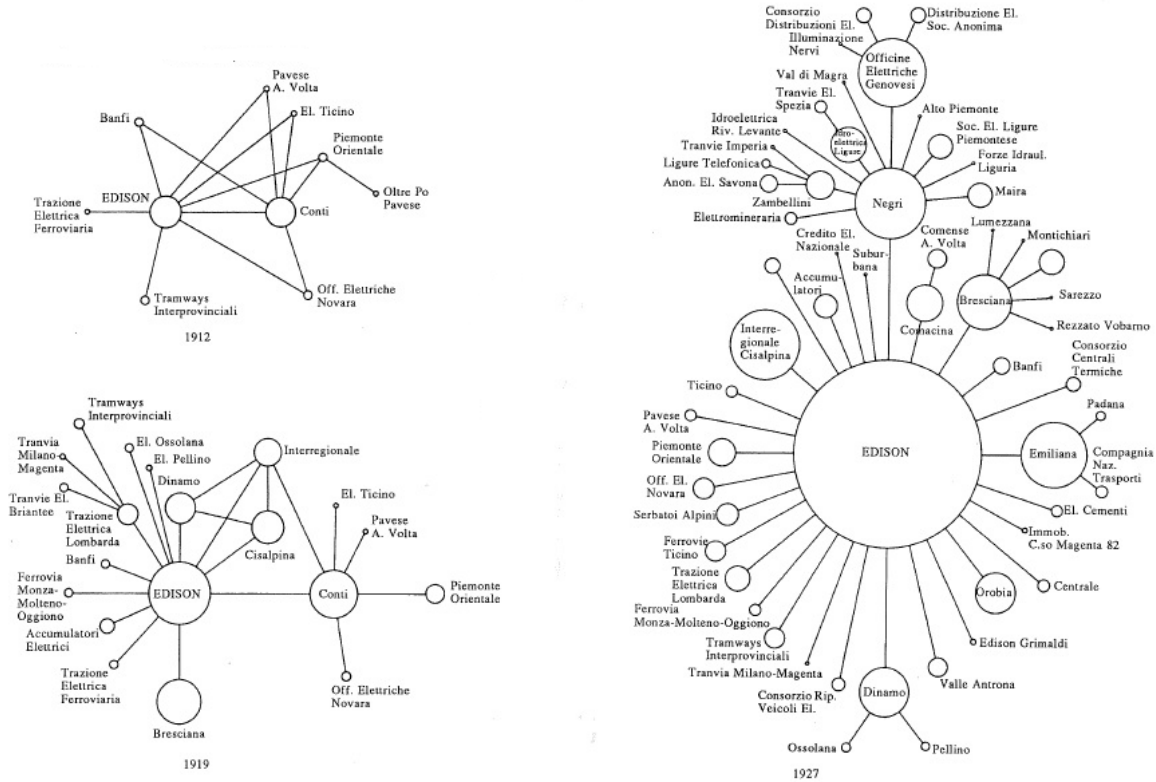 Pavese
A. Volta
Banfi
El. Ticino
Piemonte
Orientale
EDISON
Oltre Po
Pavese
Trazione
Elettrica
Ferroviaria
Conti
Tramways
Interprovinciali
Off. Elettriche
Novara
1912
Tramways
Interprovinciali
Tranvia
Milano-
Magenta
El. Ossolana
El. Pellino
Interregionale
Dinamo
Tranvie El.
Briantee
Trazione
Elettrica
Lombarda
El. Ticino
Pavese
A. Volta
Cisalpina
Banfi
Ferrovia
Monza-
Molteno-
Oggiono
EDISON
Conti
Piemonte
Orientale
Accumulatori
Elettrici
Trazione
Elettrica
Ferroviaria
Off. Elettriche
Novara
Bresciana
1919
Consorzio
Distribuzioni El.
Illuminazione
Nervi
Distribuzione El.
Soc. Anonima
Officine
Elettriche
Genovesi
Val di Magra
Tranvie El.
Spezia
Alto Piemonte
Idroelettrica
Riv. Levante
Idro-
elettrica
Ligure
Soc. El. Ligure
Piemontese
Tranvie Imperia
Forze Idraul.
Liguria
Ligure Telefonica
Anon. El. Savona
Zambellini
Negri
Maira
Elettromineraria
Credito El.
Nazionale
Subur-
bana
Comense
A. Volta
Lumezzana
Montichiari
Accumu-
latori
Bresciana
Sarezzo
Comacina
Rezzato Vobarno
Interre-
gionale
Cisalpina
Consorzio
Centrali
Termiche
Banfi
Ticino
Padana
Pavese
A. Volta
Piemonte
Orientale
EDISON
Emiliana
Compagnia
Naz.
Trasporti
Off. El.
Novara
Serbatoi Alpini
El. Cementi
Immob.
C.so Magenta 82
Ferrovie
Ticino
Trazione
Elettrica
Lombarda
Orobia
Centrale
Ferrovia
Monza-Molteno-Oggiono
Tramways
Interprovinciali
Edison Grimaldi
Tranvia Milano-Magenta
Valle Antrona
Consorzio Rip.
Veicoli El.
Dinamo
Ossolana
Pellino
1927